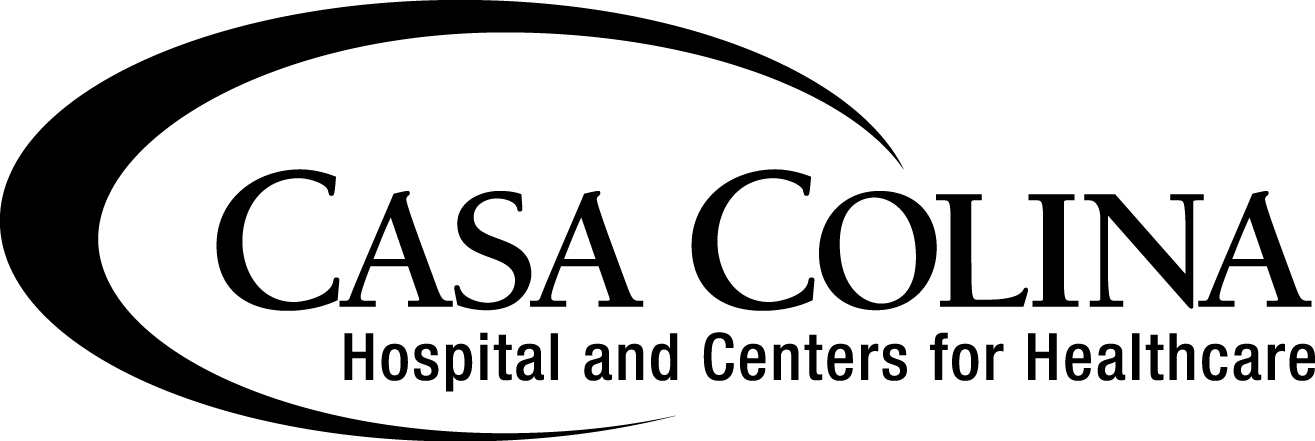 CASA COLINA
Hospital and Centers for Healthcare